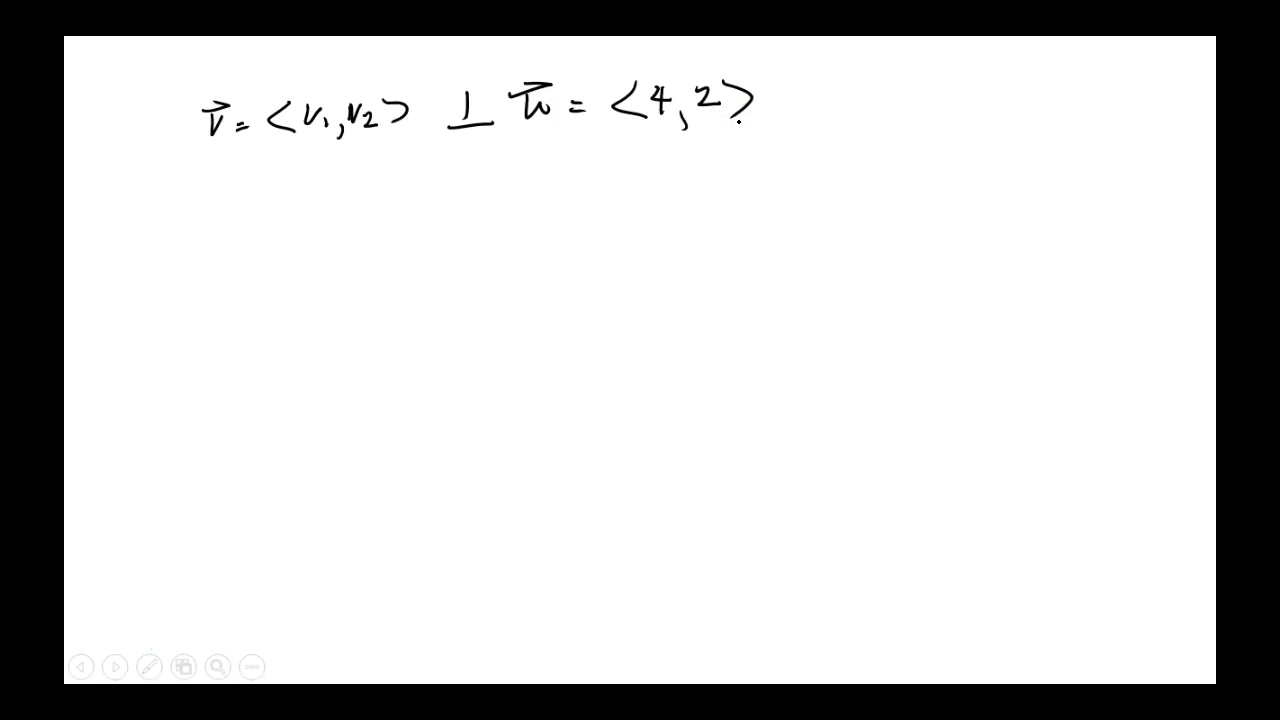 v⃗ = <v₁, v₂> ⊥ w⃗ = <4, 2>